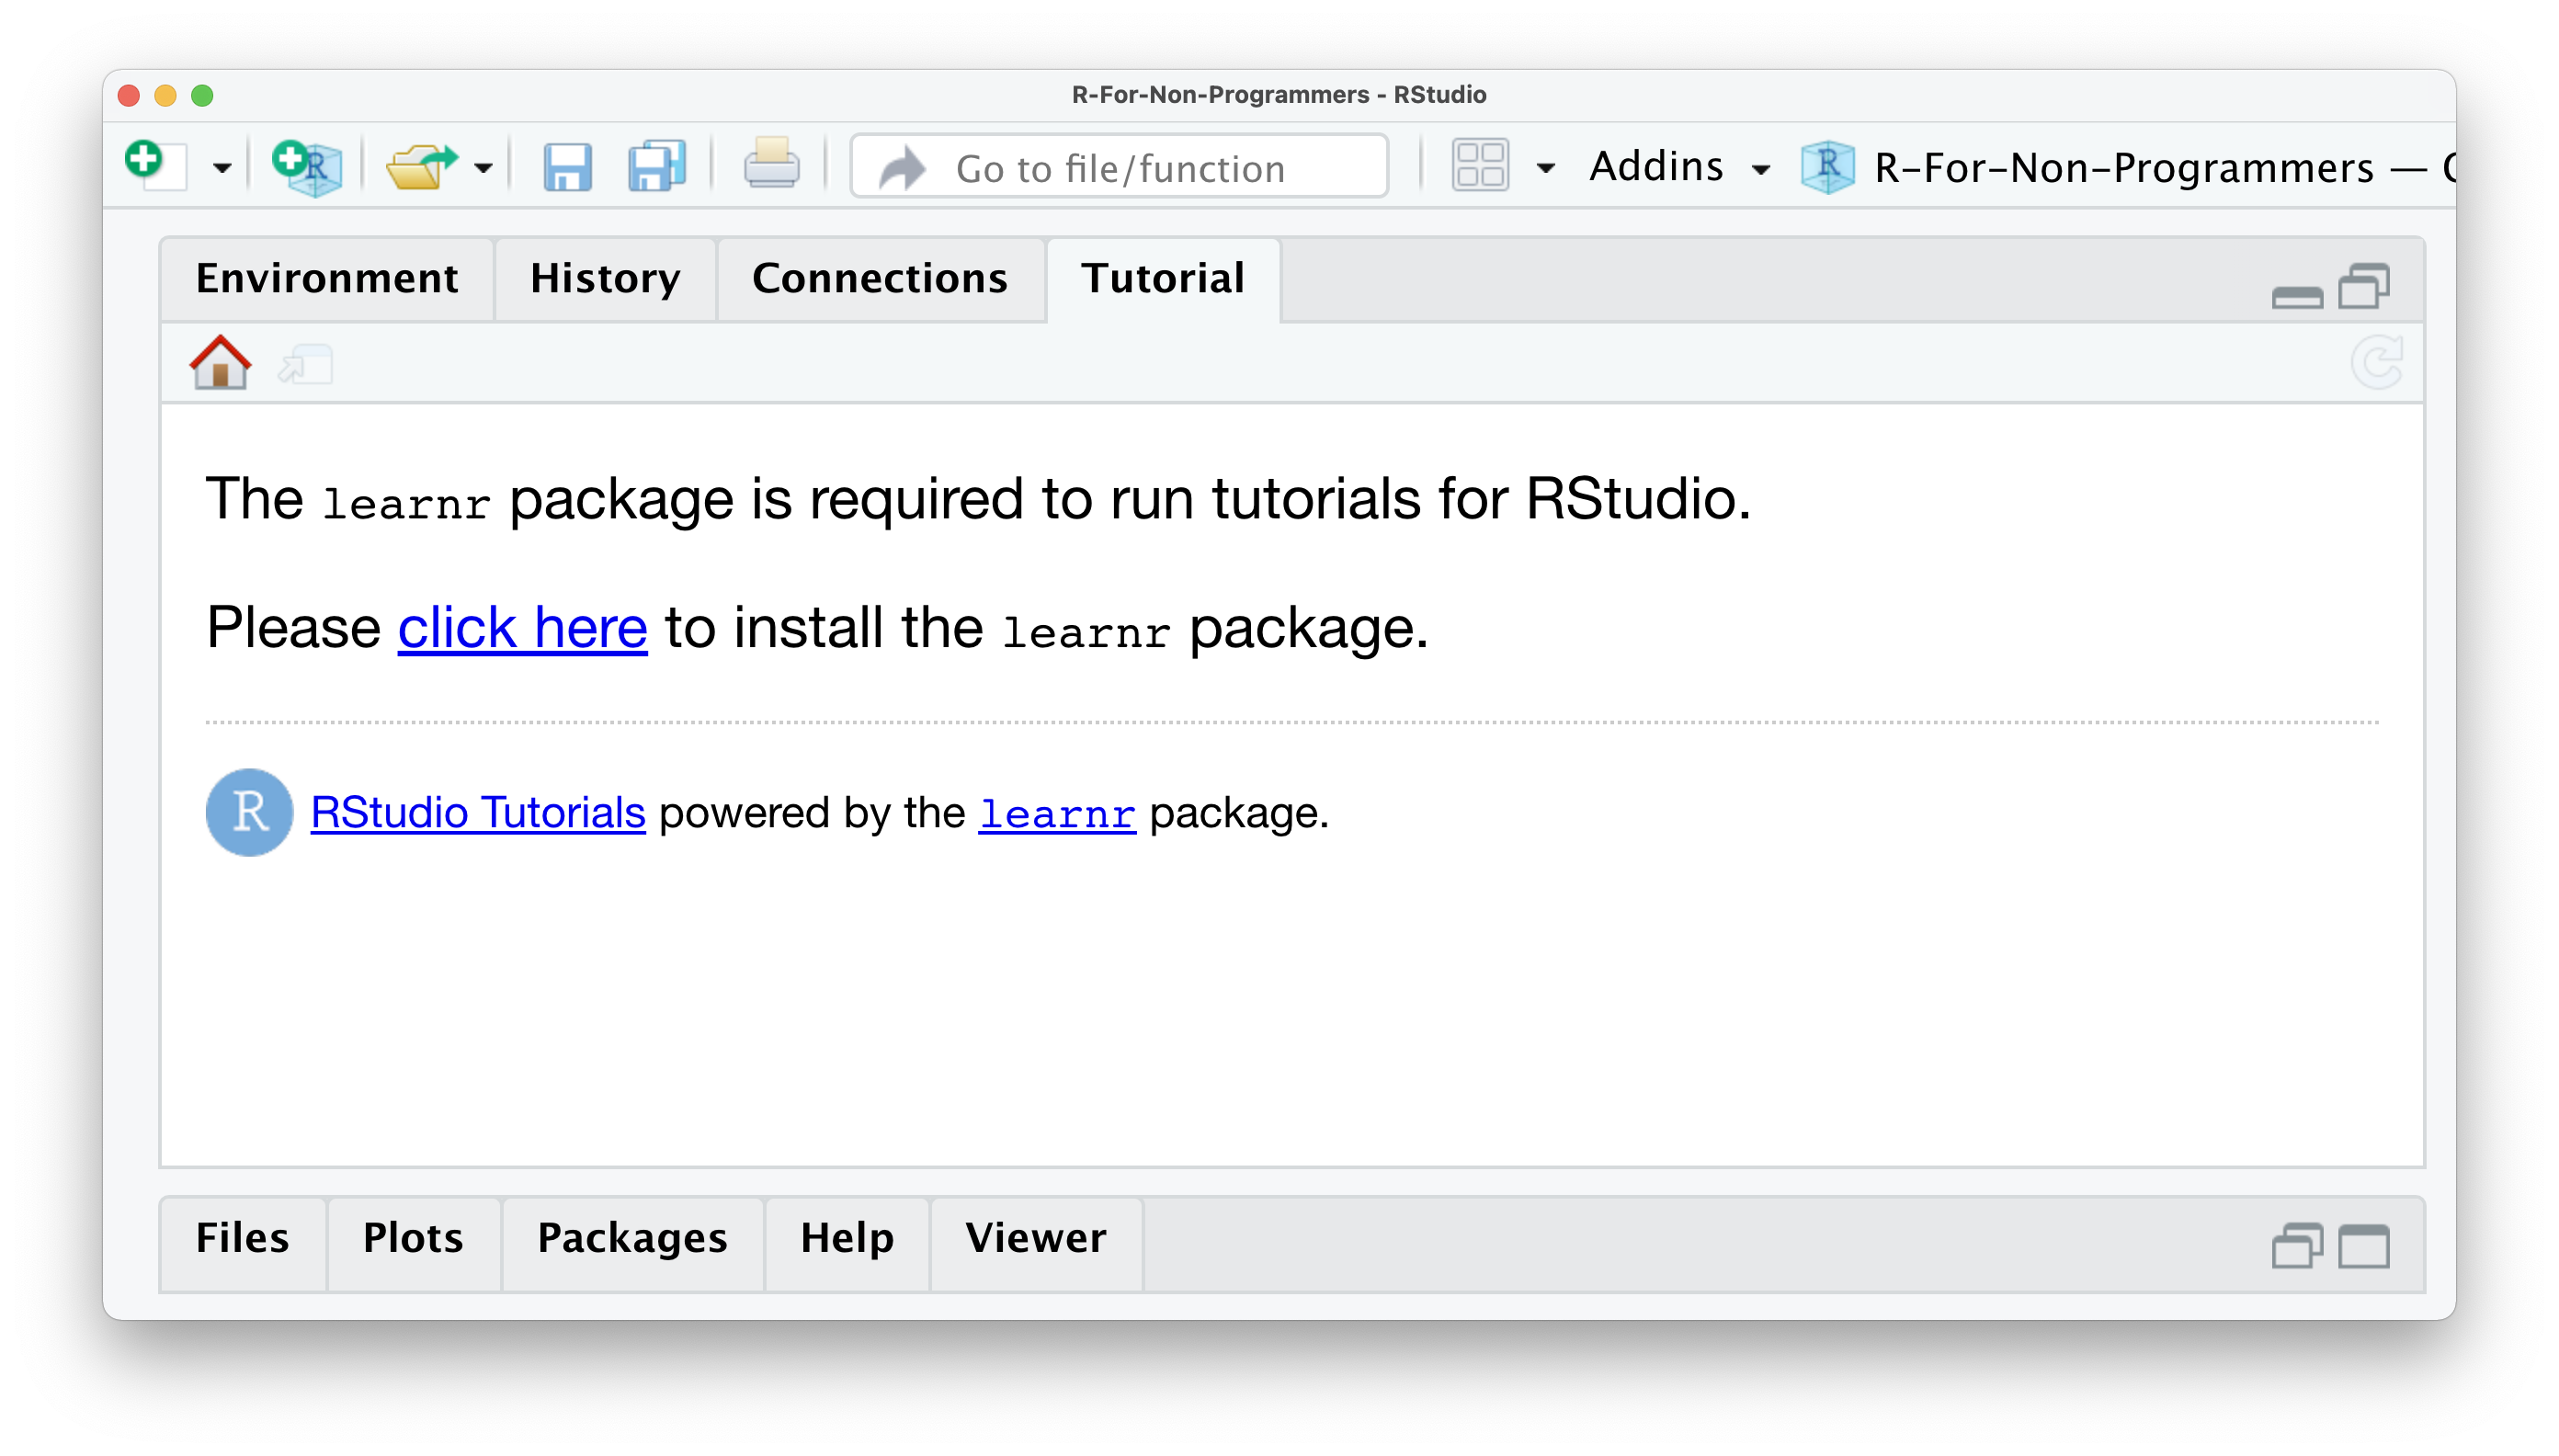 R-For-Non-Programmers - RStudio
Go to file/function Addins R-For-Non-Programmers —
Environment History Connections Tutorial
The learnr package is required to run tutorials for RStudio.
Please click here to install the learnr package.
R RStudio Tutorials powered by the learnr package.
Files Plots Packages Help Viewer